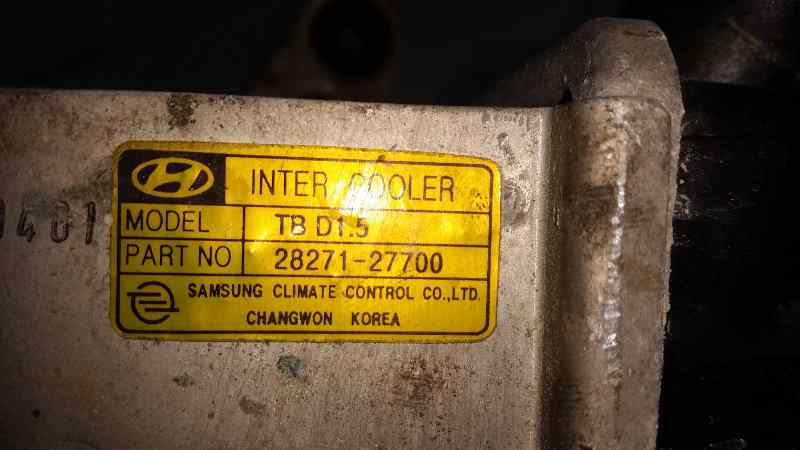 INTER COOLER
MODEL TB D1.5
PART NO 28271-27700
SAMSUNG CLIMATE CONTROL CO.,LTD.
CHANGWON KOREA